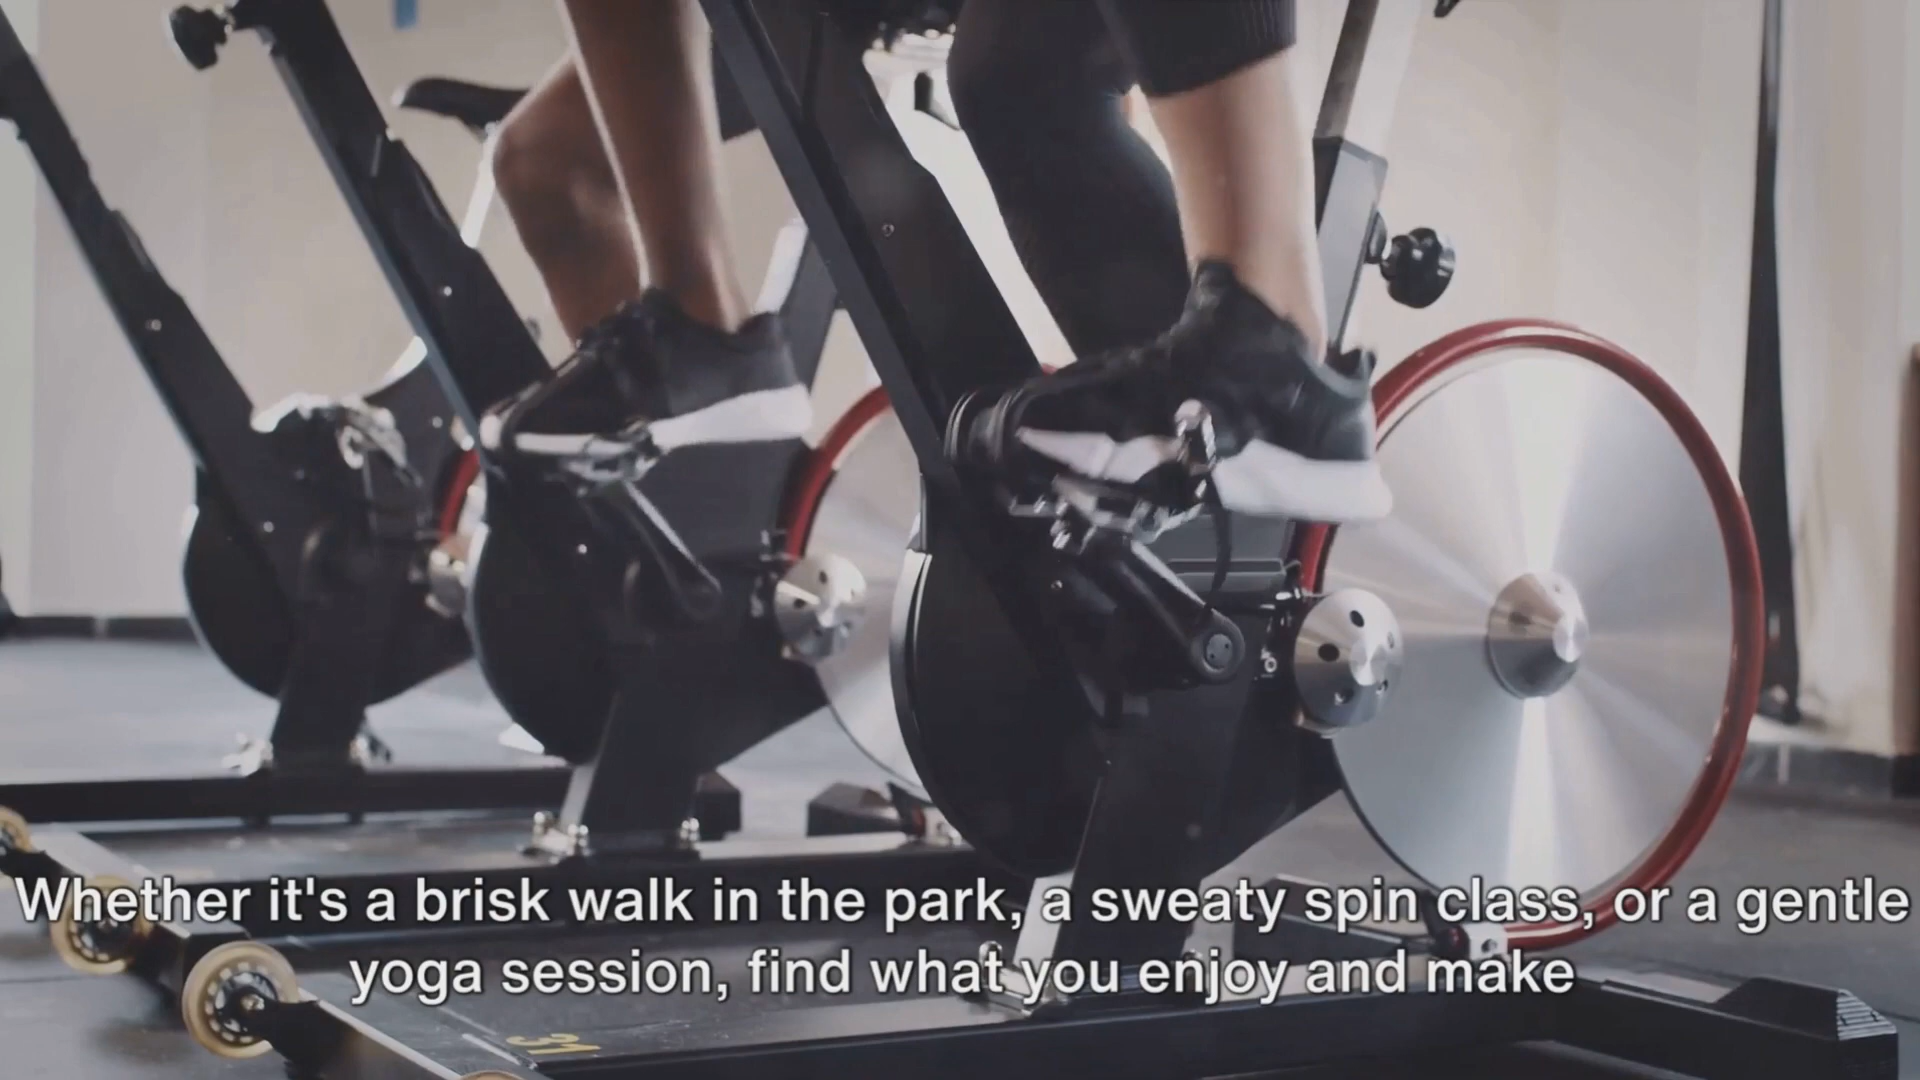 Whether it's a brisk walk in the park, a sweaty spin class, or a gentle
yoga session, find what you enjoy and make
31